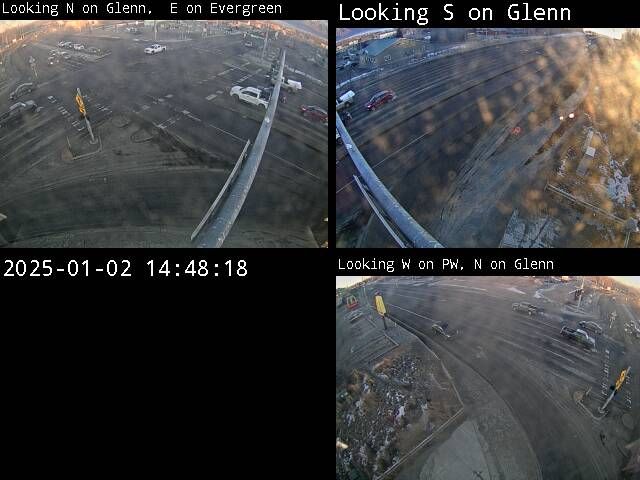 Looking N on Glenn,  E on Evergreen
Looking S on Glenn
2025-01-02 14:48:18
Looking W on PW, N on Glenn